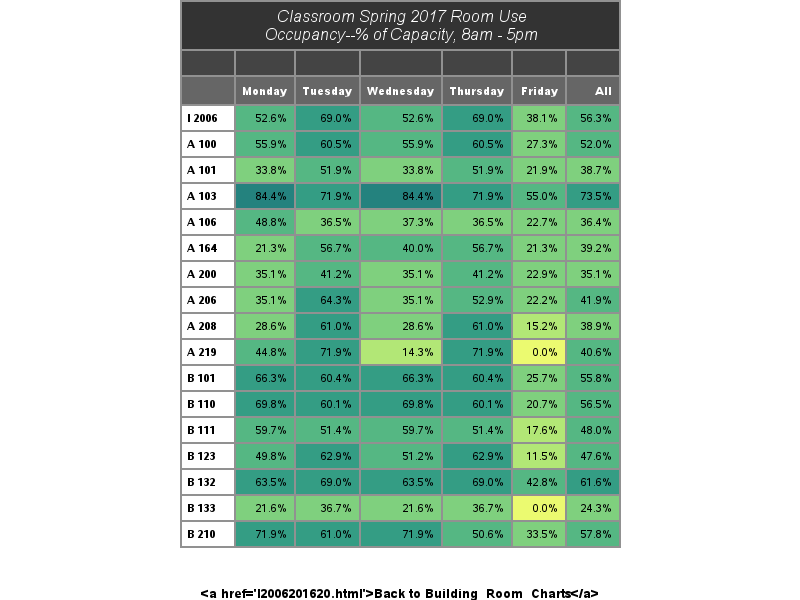 Classroom Spring 2017 Room Use
Occupancy--% of Capacity, 8am - 5pm
Monday Tuesday Wednesday Thursday Friday All
I 2006 52.6% 69.0% 52.6% 69.0% 38.1% 56.3%
A 100 55.9% 60.5% 55.9% 60.5% 27.3% 52.0%
A 101 33.8% 51.9% 33.8% 51.9% 21.9% 38.7%
A 103 84.4% 71.9% 84.4% 71.9% 55.0% 73.5%
A 106 48.8% 36.5% 37.3% 36.5% 22.7% 36.4%
A 164 21.3% 56.7% 40.0% 56.7% 21.3% 39.2%
A 200 35.1% 41.2% 35.1% 41.2% 22.9% 35.1%
A 206 35.1% 64.3% 35.1% 52.9% 22.2% 41.9%
A 208 28.6% 61.0% 28.6% 61.0% 15.2% 38.9%
A 219 44.8% 71.9% 14.3% 71.9% 0.0% 40.6%
B 101 66.3% 60.4% 66.3% 60.4% 25.7% 55.8%
B 110 69.8% 60.1% 69.8% 60.1% 20.7% 56.5%
B 111 59.7% 51.4% 59.7% 51.4% 17.6% 48.0%
B 123 49.8% 62.9% 51.2% 62.9% 11.5% 47.6%
B 132 63.5% 69.0% 63.5% 69.0% 42.8% 61.6%
B 133 21.6% 36.7% 21.6% 36.7% 0.0% 24.3%
B 210 71.9% 61.0% 71.9% 50.6% 33.5% 57.8%
<a href='I2006201620.html'>Back to Building_Room_Charts</a>